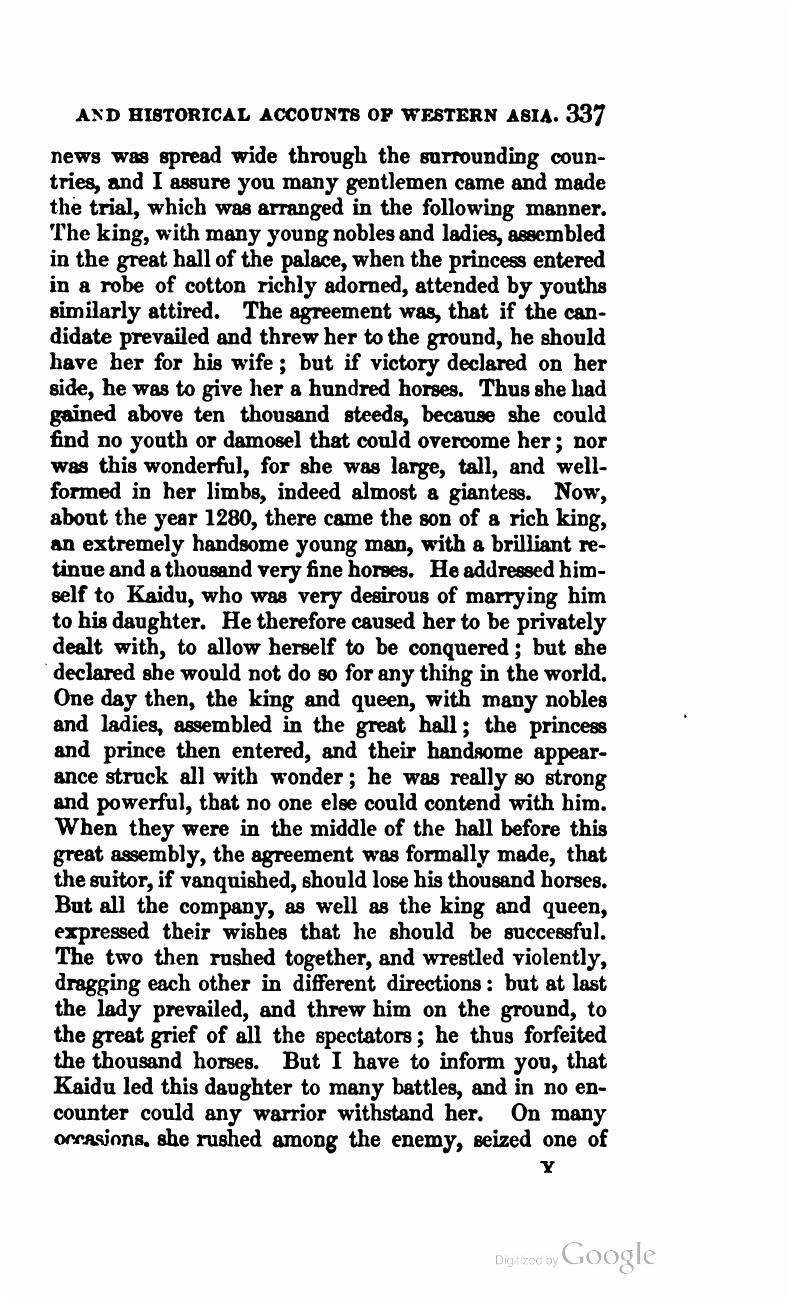 AND HISTORICAL ACCOUNTS OF WESTERN ASIA. 337
news was spread wide through the surrounding coun-
tries, and I assure you many gentlemen came and made
the trial, which was arranged in the following manner.
The king, with many young nobles and ladies, assembled
in the great hall of the palace, when the princess entered
in a robe of cotton richly adorned, attended by youths
similarly attired. The agreement was, that if the can-
didate prevailed and threw her to the ground, he should
have her for his wife ; but if victory declared on her
side, he was to give her a hundred horses. Thus she had
gained above ten thousand steeds, because she could
find no youth or damosel that could overcome her ; nor
was this wonderful, for she was large, tall, and well-
formed in her limbs, indeed almost a giantess. Now,
about the year 1280, there came the son of a rich king,
an extremely handsome young man, with a brilliant re-
tinue and a thousand very fine horses. He addressed him-
self to Kaidu, who was very desirous of marrying him
to his daughter. He therefore caused her to be privately
dealt with, to allow herself to be conquered ; but she
declared she would not do so for any thing in the world.
One day then, the king and queen, with many nobles
and ladies, assembled in the great hall ; the princess
and prince then entered, and their handsome appear-
ance struck all with wonder ; he was really so strong
and powerful, that no one else could contend with him.
When they were in the middle of the hall before this
great assembly, the agreement was formally made, that
the suitor, if vanquished, should lose his thousand horses.
But all the company, as well as the king and queen,
expressed their wishes that he should be successful.
The two then rushed together, and wrestled violently,
dragging each other in different directions : but at last
the lady prevailed, and threw him on the ground, to
the great grief of all the spectators ; he thus forfeited
the thousand horses. But I have to inform you, that
Kaidu led this daughter to many battles, and in no en-
counter could any warrior withstand her. On many
occasions. she rushed among the enemy, seized one of
Y
Digitized by Google